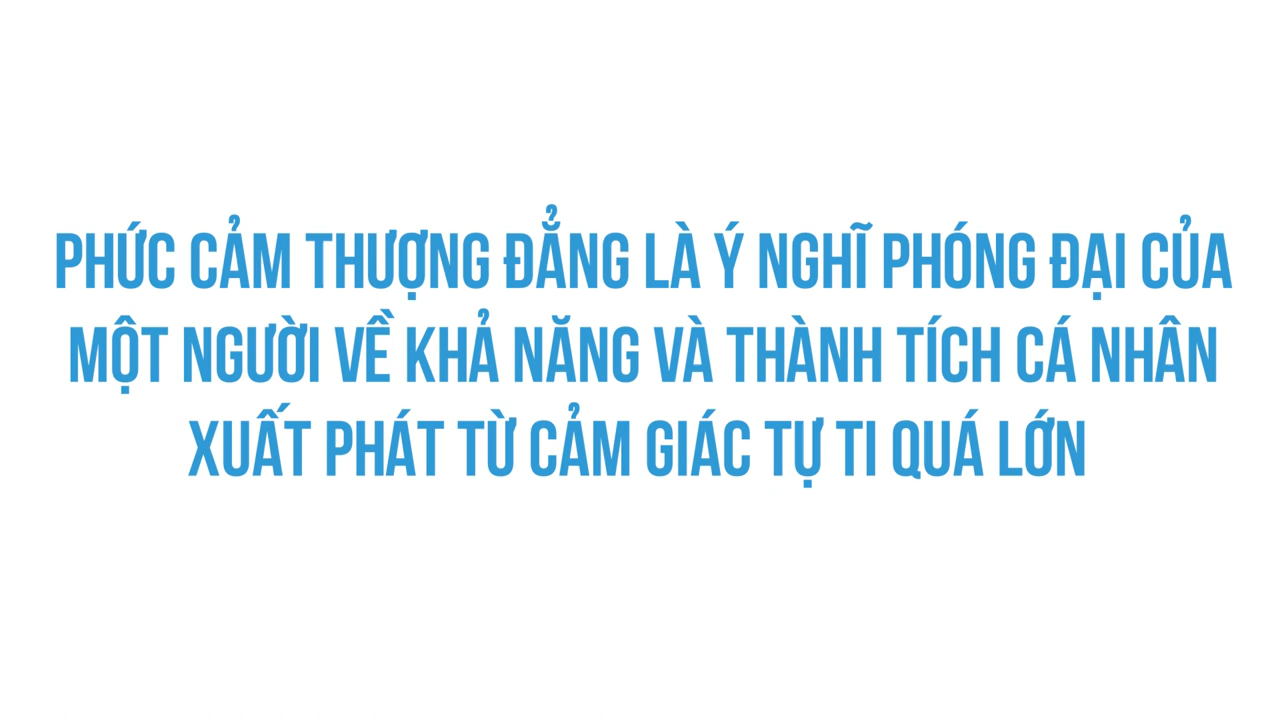 PHỨC CẢM THƯỢNG ĐẲNG LÀ Ý NGHĨ PHÓNG ĐẠI CỦA
MỘT NGƯỜI VỀ KHẢ NĂNG VÀ THÀNH TÍCH CÁ NHÂN
XUẤT PHÁT TỪ CẢM GIÁC TỰ TI QUÁ LỚN